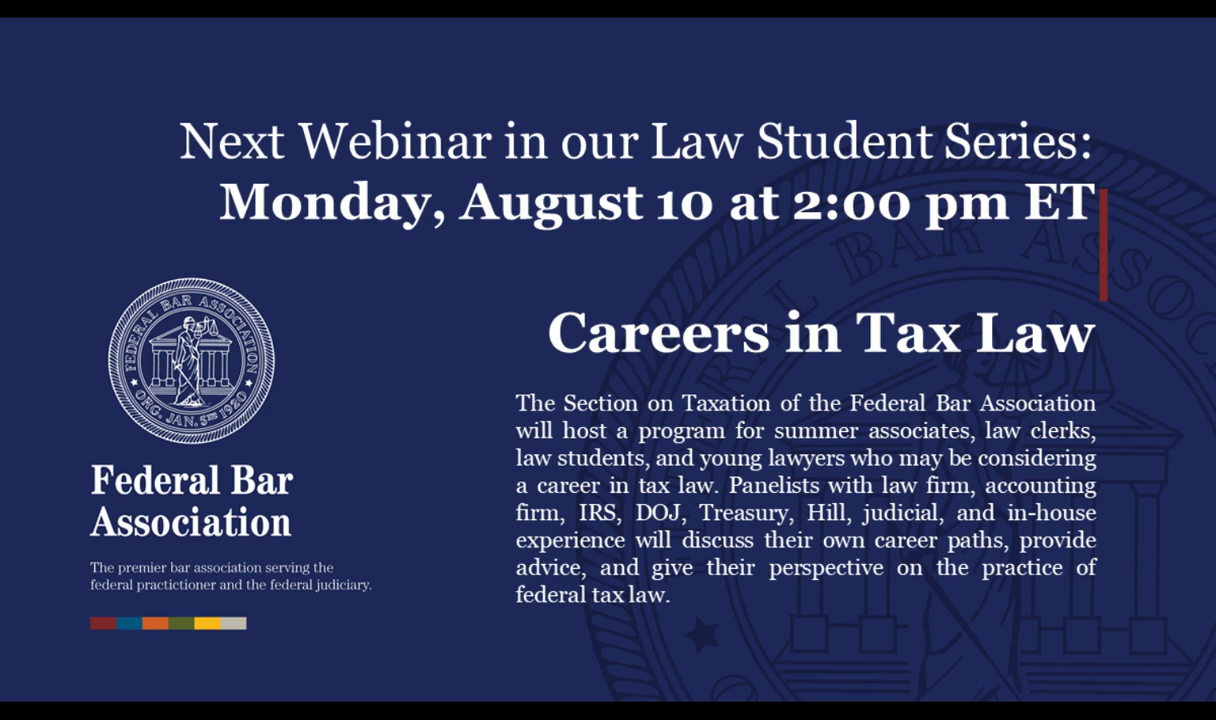 Next Webinar in our Law Student Series:
Monday, August 10 at 2:00 pm ET
Careers in Tax Law
The Section on Taxation of the Federal Bar Association
will host a program for summer associates, law clerks,
law students, and young lawyers who may be considering
a career in tax law. Panelists with law firm, accounting
firm, IRS, DOJ, Treasury, Hill, judicial, and in-house
experience will discuss their own career paths, provide
advice, and give their perspective on the practice of
federal tax law.
FEDERAL BAR ASSOCIATION
ORG. JAN. 5TH 1920
Federal Bar
Association
The premier bar association serving the
federal practictioner and the federal judiciary.
RAL BAR ASSOC